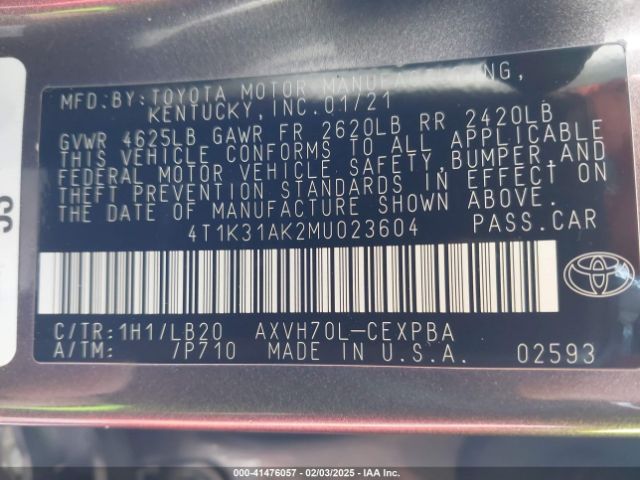 MFD. BY: TOYOTA MOTOR MANUFACTURING,
KENTUCKY, INC. 01/21
GVWR 4625LB GAWR FR 2620LB RR 2420LB
THIS VEHICLE CONFORMS TO ALL APPLICABLE
FEDERAL MOTOR VEHICLE SAFETY, BUMPER, AND
THEFT PREVENTION STANDARDS IN EFFECT ON
THE DATE OF MANUFACTURE SHOWN ABOVE.
4T1K31AK2MU023604 PASS.CAR
C/TR: 1H1/LB20 AXVH70L-CEXPBA
A/TM: /P710 MADE IN U.S.A. 02593
000-41476057 - 02/03/2025 - IAA Inc.